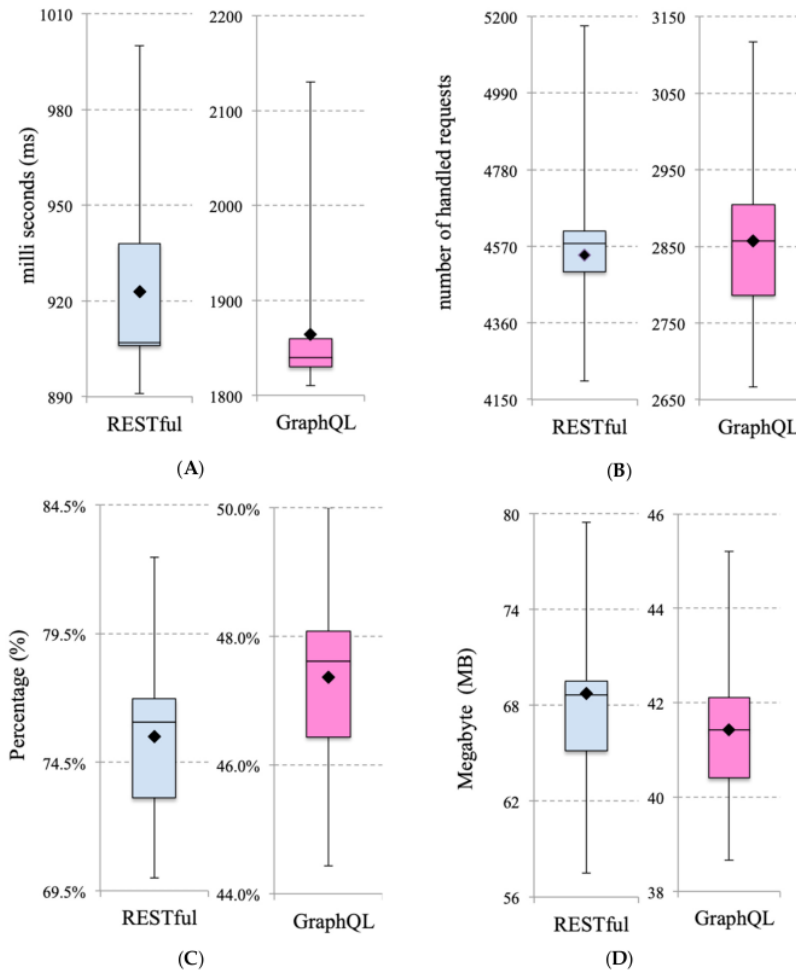 milli seconds (ms)
1010
980
950
920
890
RESTful
2200
2100
2000
1900
1800
GraphQL
(A)
number of handled requests
5200
4990
4780
4570
4360
4150
RESTful
3150
3050
2950
2850
2750
2650
GraphQL
(B)
Percentage (%)
84.5%
79.5%
74.5%
69.5%
RESTful
50.0%
48.0%
46.0%
44.0%
GraphQL
(C)
Megabyte (MB)
80
74
68
62
56
RESTful
46
44
42
40
38
GraphQL
(D)